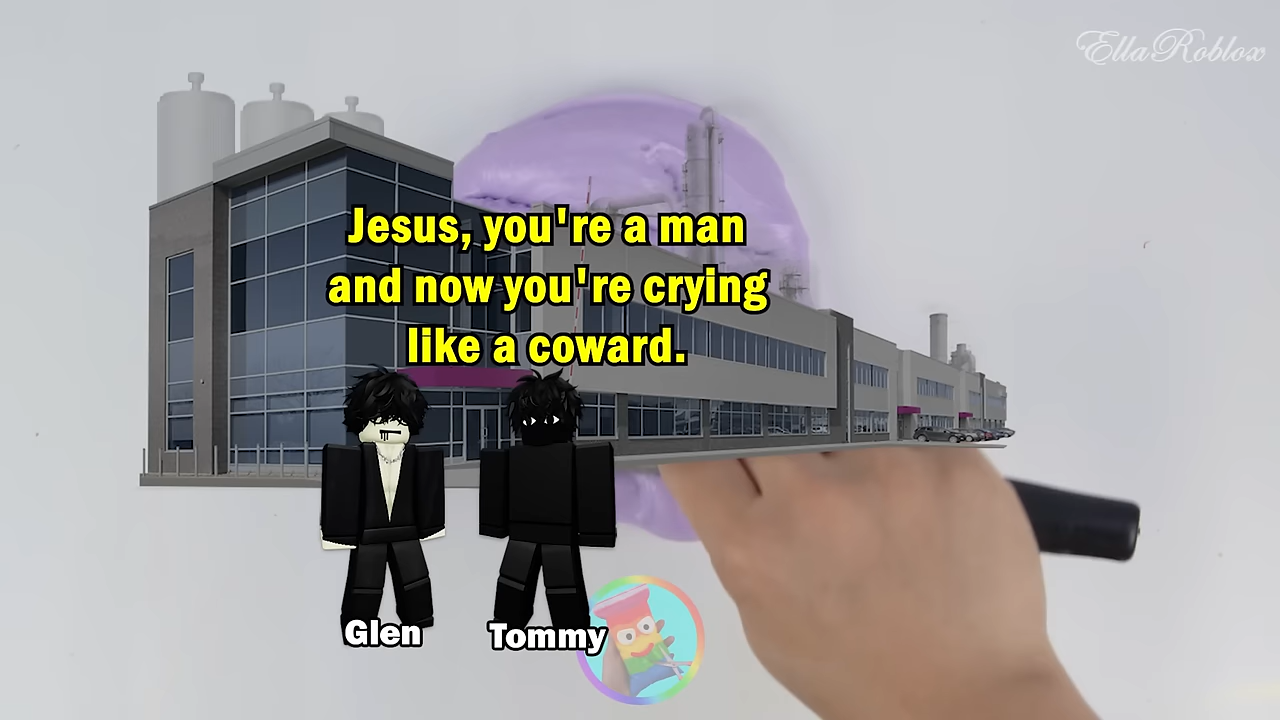 EllaRoblox
Jesus, you're a man
and now you're crying
like a coward.
Glen
Tommy